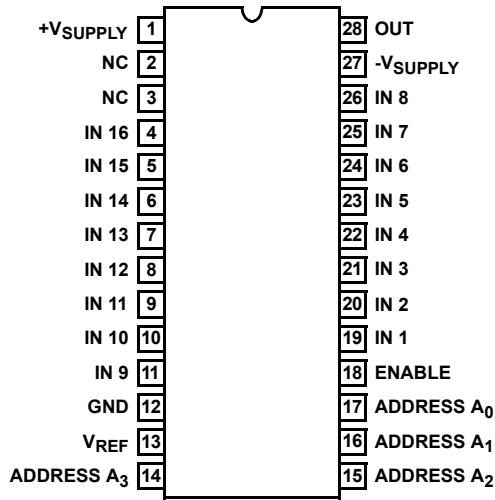 +VSUPPLY 1 28 OUT
NC 2 27 -VSUPPLY
NC 3 26 IN 8
IN 16 4 25 IN 7
IN 15 5 24 IN 6
IN 14 6 23 IN 5
IN 13 7 22 IN 4
IN 12 8 21 IN 3
IN 11 9 20 IN 2
IN 10 10 19 IN 1
IN 9 11 18 ENABLE
GND 12 17 ADDRESS A0
VREF 13 16 ADDRESS A1
ADDRESS A3 14 15 ADDRESS A2